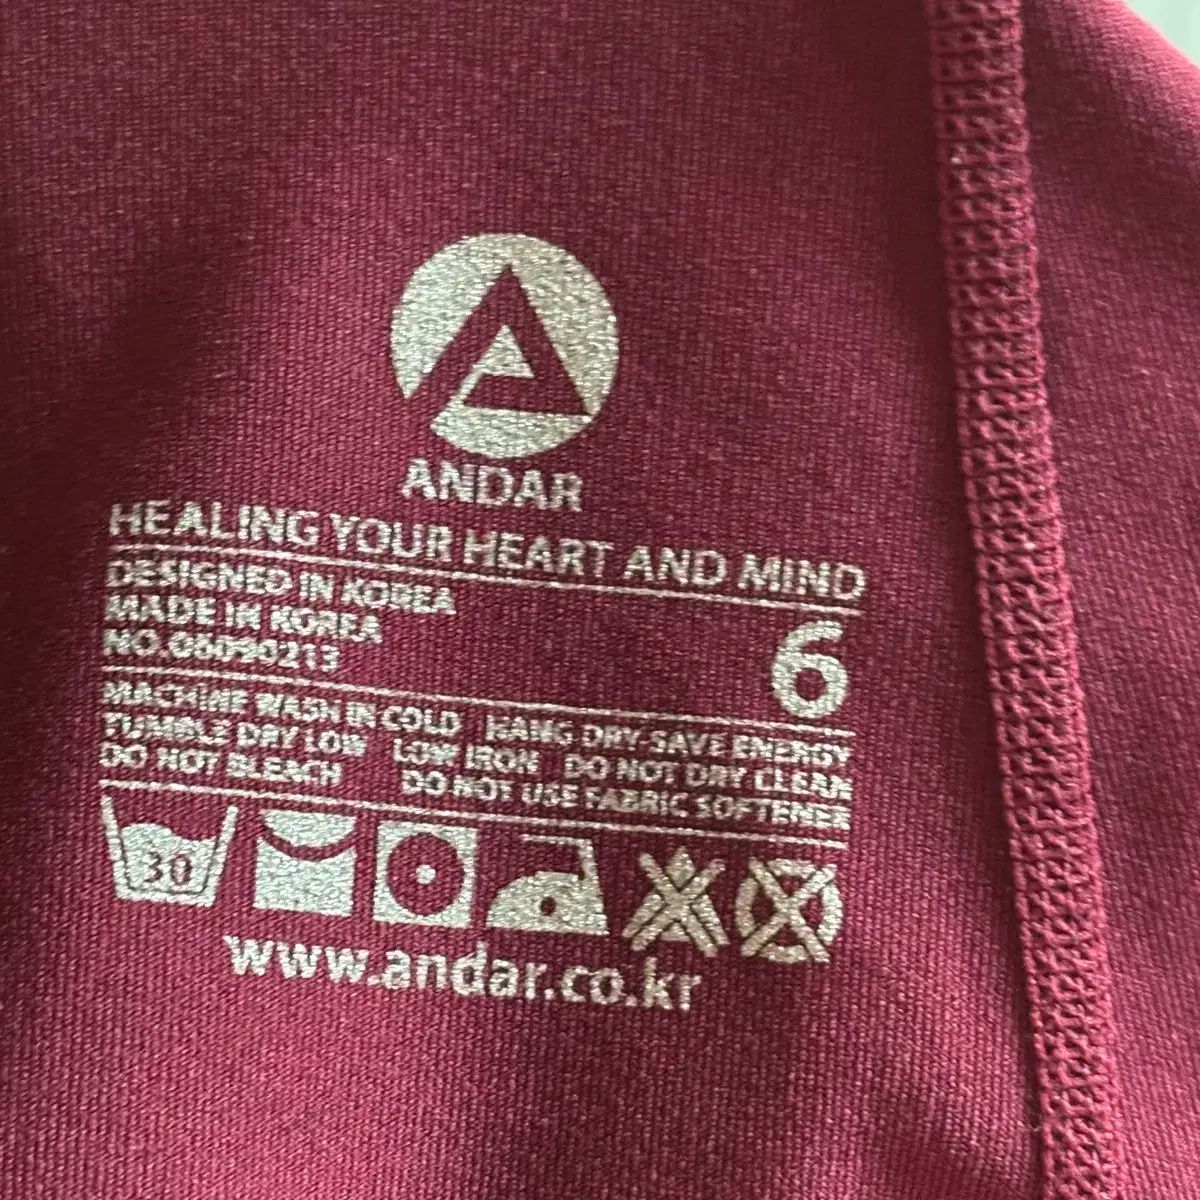 ANDAR
HEALING YOUR HEART AND MIND
DESIGNED IN KOREA
MADE IN KOREA
NO.08090213
6
MACHINE WASH IN COLD HANG DRY-SAVE ENERGY
TUMBLE DRY LOW LOW IRON DO NOT DRY CLEAN
DO NOT BLEACH DO NOT USE FABRIC SOFTENER
30
www.andar.co.kr